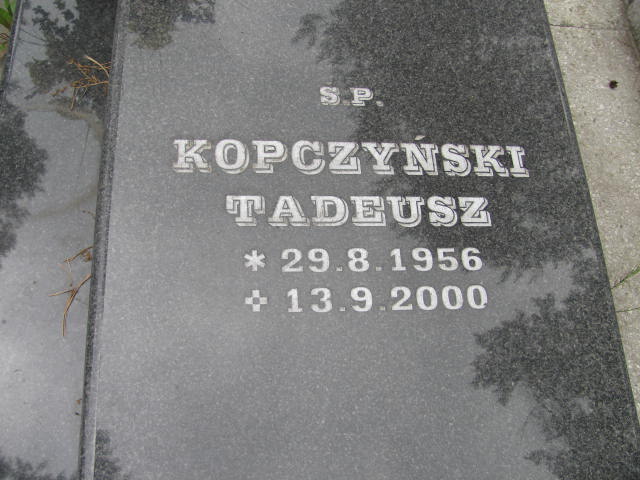 S.P.
KOPCZYŃSKI
TADEUSZ
* 29.8.1956
✢ 13.9.2000